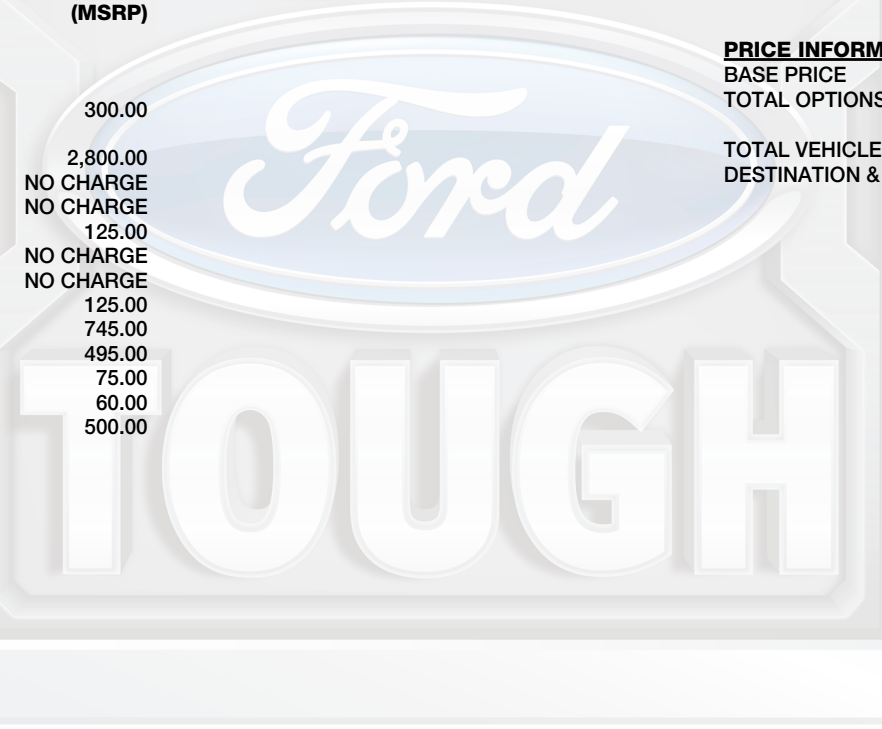 (MSRP)
300.00
2,800.00
NO CHARGE
NO CHARGE
125.00
NO CHARGE
NO CHARGE
125.00
745.00
495.00
75.00
60.00
500.00
PRICE INFORM
BASE PRICE
TOTAL OPTIONS
TOTAL VEHICLE
DESTINATION &
Ford
TOUGH